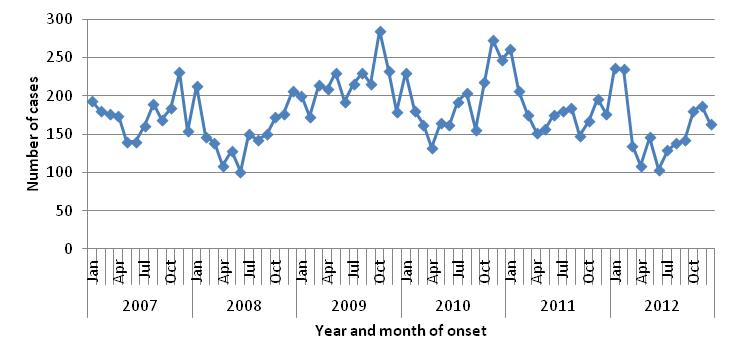 300
250
200
150
100
50
0
Number of cases
Jan Apr Jul Oct Jan Apr Jul Oct Jan Apr Jul Oct Jan Apr Jul Oct Jan Apr Jul Oct Jan Apr Jul Oct
2007 2008 2009 2010 2011 2012
Year and month of onset